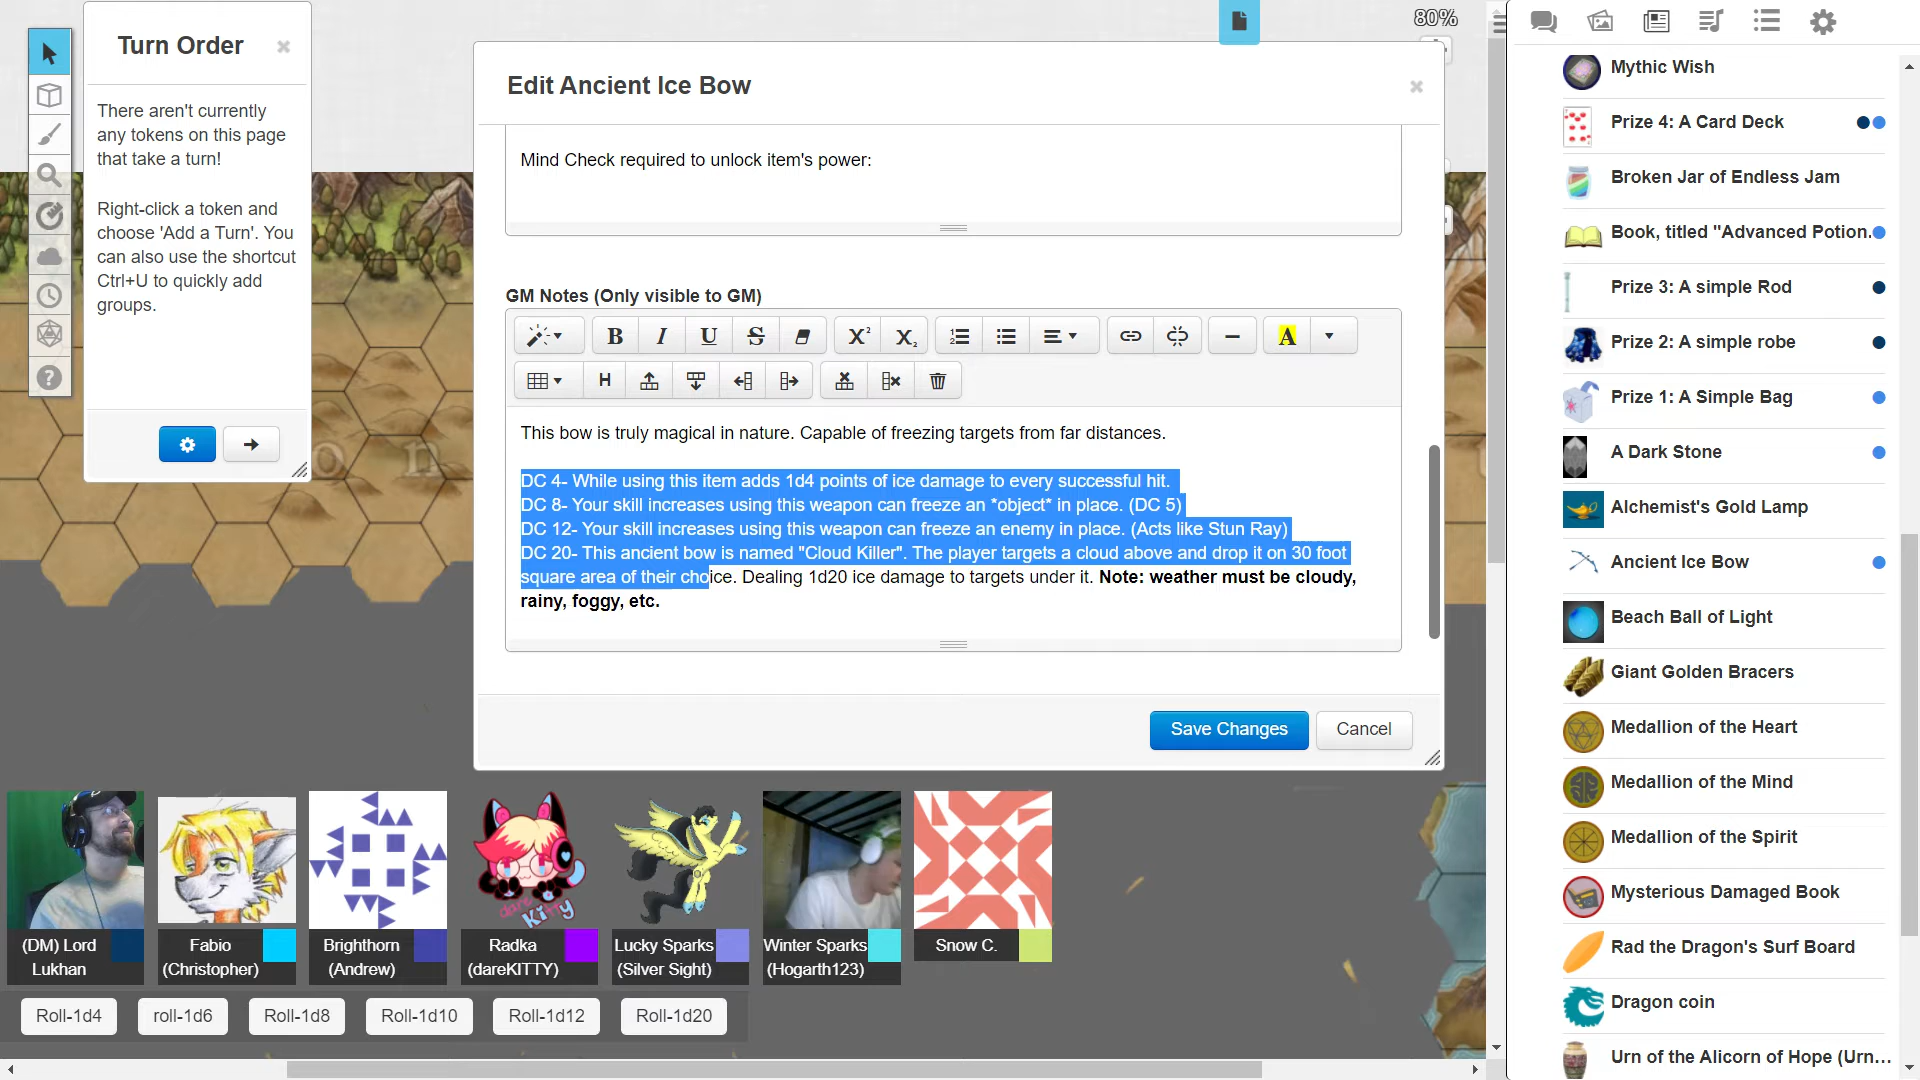 Turn Order
There aren't currently
any tokens on this page
that take a turn!
Right-click a token and
choose 'Add a Turn'. You
can also use the shortcut
Ctrl+U to quickly add
groups.
80%
Edit Ancient Ice Bow
Mind Check required to unlock item's power:
GM Notes (Only visible to GM)
B I U S X² X₂ A
H
This bow is truly magical in nature. Capable of freezing targets from far distances.
DC 4- While using this item adds 1d4 points of ice damage to every successful hit.
DC 8- Your skill increases using this weapon can freeze an *object* in place. (DC 5)
DC 12- Your skill increases using this weapon can freeze an enemy in place. (Acts like Stun Ray)
DC 20- This ancient bow is named "Cloud Killer". The player targets a cloud above and drop it on 30 foot
square area of their choice. Dealing 1d20 ice damage to targets under it. Note: weather must be cloudy,
rainy, foggy, etc.
Save Changes
Cancel
o n
dare
Kitty
(DM) Lord
Lukhan
Fabio
(Christopher)
Brighthorn
(Andrew)
Radka
(dareKITTY)
Lucky Sparks
(Silver Sight)
Winter Sparks
(Hogarth123)
Snow C.
Roll-1d4
roll-1d6
Roll-1d8
Roll-1d10
Roll-1d12
Roll-1d20
Mythic Wish
Prize 4: A Card Deck
Broken Jar of Endless Jam
Book, titled "Advanced Potion.
Prize 3: A simple Rod
Prize 2: A simple robe
Prize 1: A Simple Bag
A Dark Stone
Alchemist's Gold Lamp
Ancient Ice Bow
Beach Ball of Light
Giant Golden Bracers
Medallion of the Heart
Medallion of the Mind
Medallion of the Spirit
Mysterious Damaged Book
Rad the Dragon's Surf Board
Dragon coin
Urn of the Alicorn of Hope (Urn...